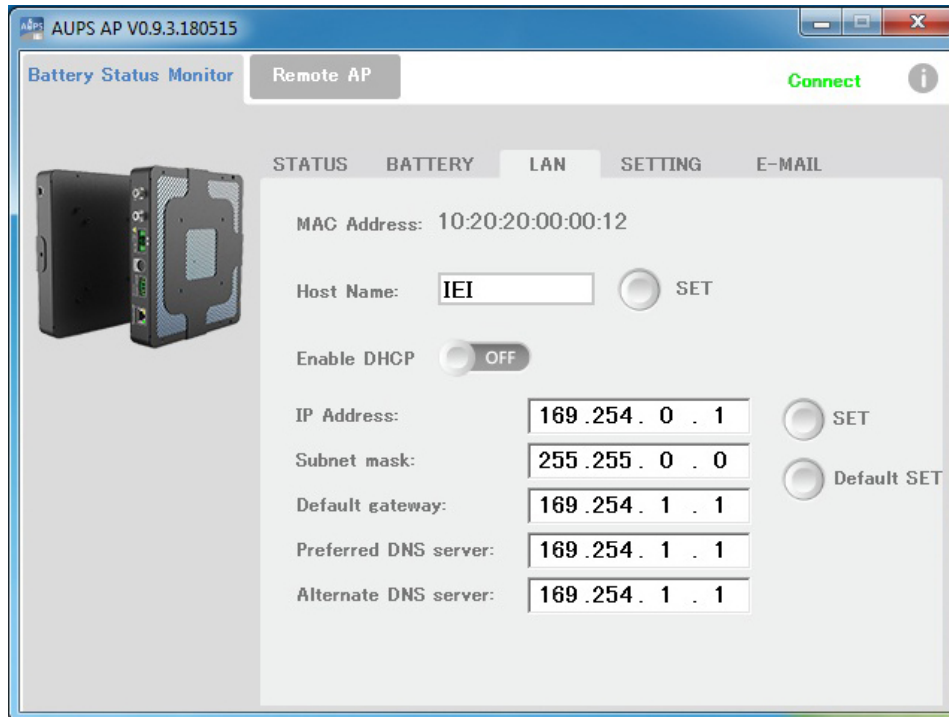 AUPS AP V0.9.3.180515
Battery Status Monitor
Remote AP
Connect
STATUS BATTERY LAN SETTING E-MAIL
MAC Address: 10:20:20:00:00:12
Host Name: IEI SET
Enable DHCP OFF
IP Address: 169.254. 0 . 1 SET
Subnet mask: 255.255. 0 . 0
Default SET
Default gateway: 169.254. 1 . 1
Preferred DNS server: 169.254. 1 . 1
Alternate DNS server: 169.254. 1 . 1